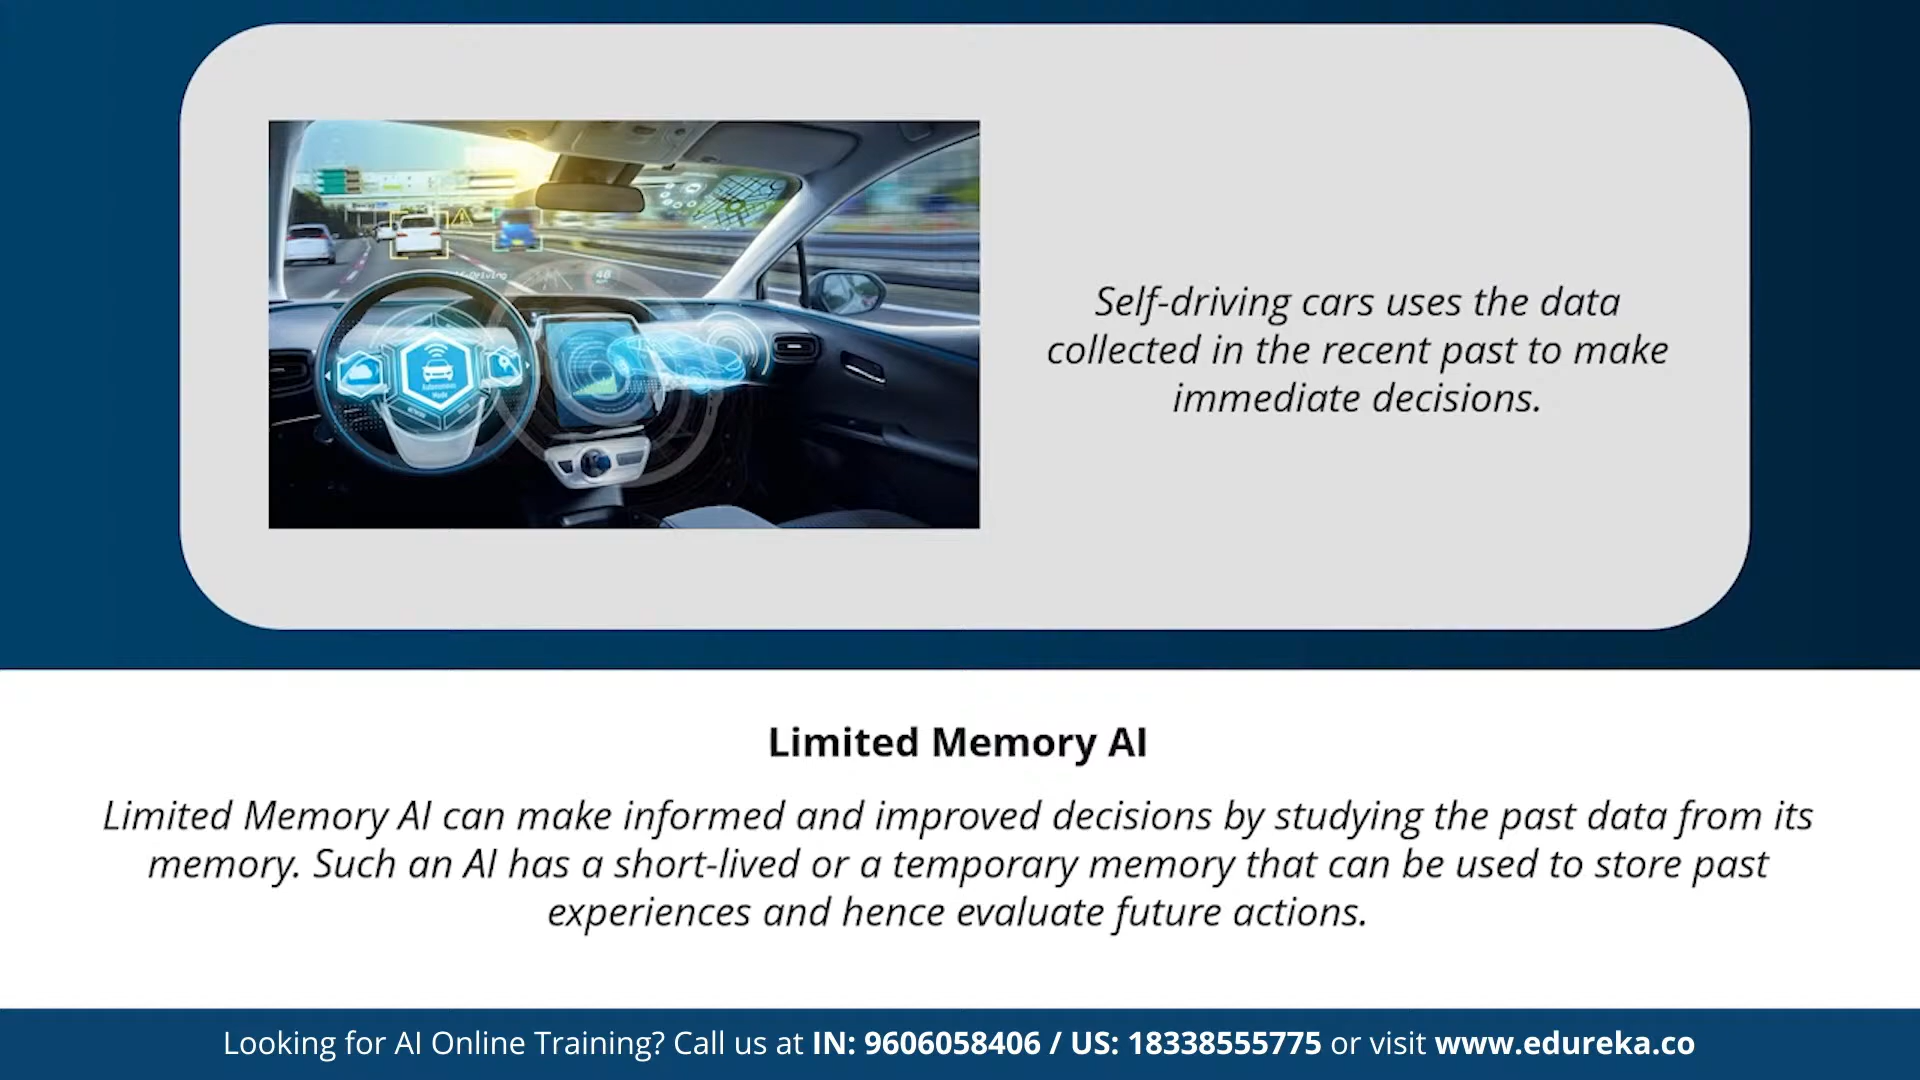 48
Autonomous
Mode
Self-driving cars uses the data
collected in the recent past to make
immediate decisions.
Limited Memory AI
Limited Memory AI can make informed and improved decisions by studying the past data from its
memory. Such an AI has a short-lived or a temporary memory that can be used to store past
experiences and hence evaluate future actions.
Looking for AI Online Training? Call us at IN: 9606058406 / US: 18338555775 or visit www.edureka.co